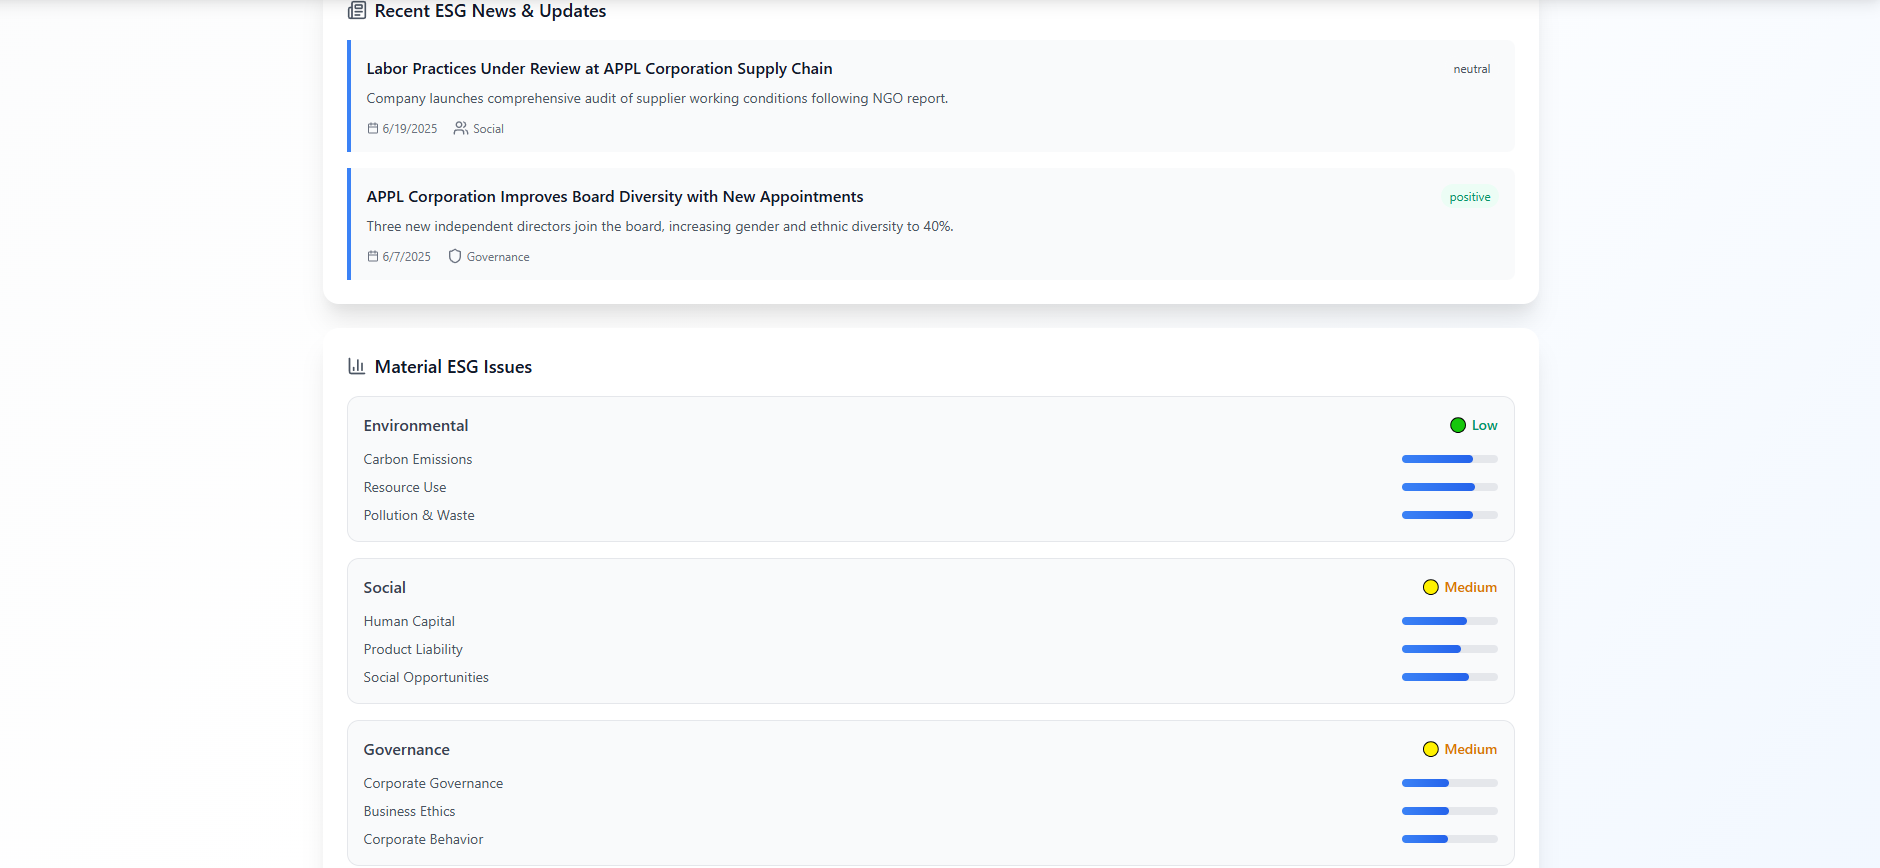 Recent ESG News & Updates
Labor Practices Under Review at APPL Corporation Supply Chain
neutral
Company launches comprehensive audit of supplier working conditions following NGO report.
6/19/2025 Social
APPL Corporation Improves Board Diversity with New Appointments
positive
Three new independent directors join the board, increasing gender and ethnic diversity to 40%.
6/7/2025 Governance
Material ESG Issues
Environmental
Low
Carbon Emissions
Resource Use
Pollution & Waste
Social
Medium
Human Capital
Product Liability
Social Opportunities
Governance
Medium
Corporate Governance
Business Ethics
Corporate Behavior